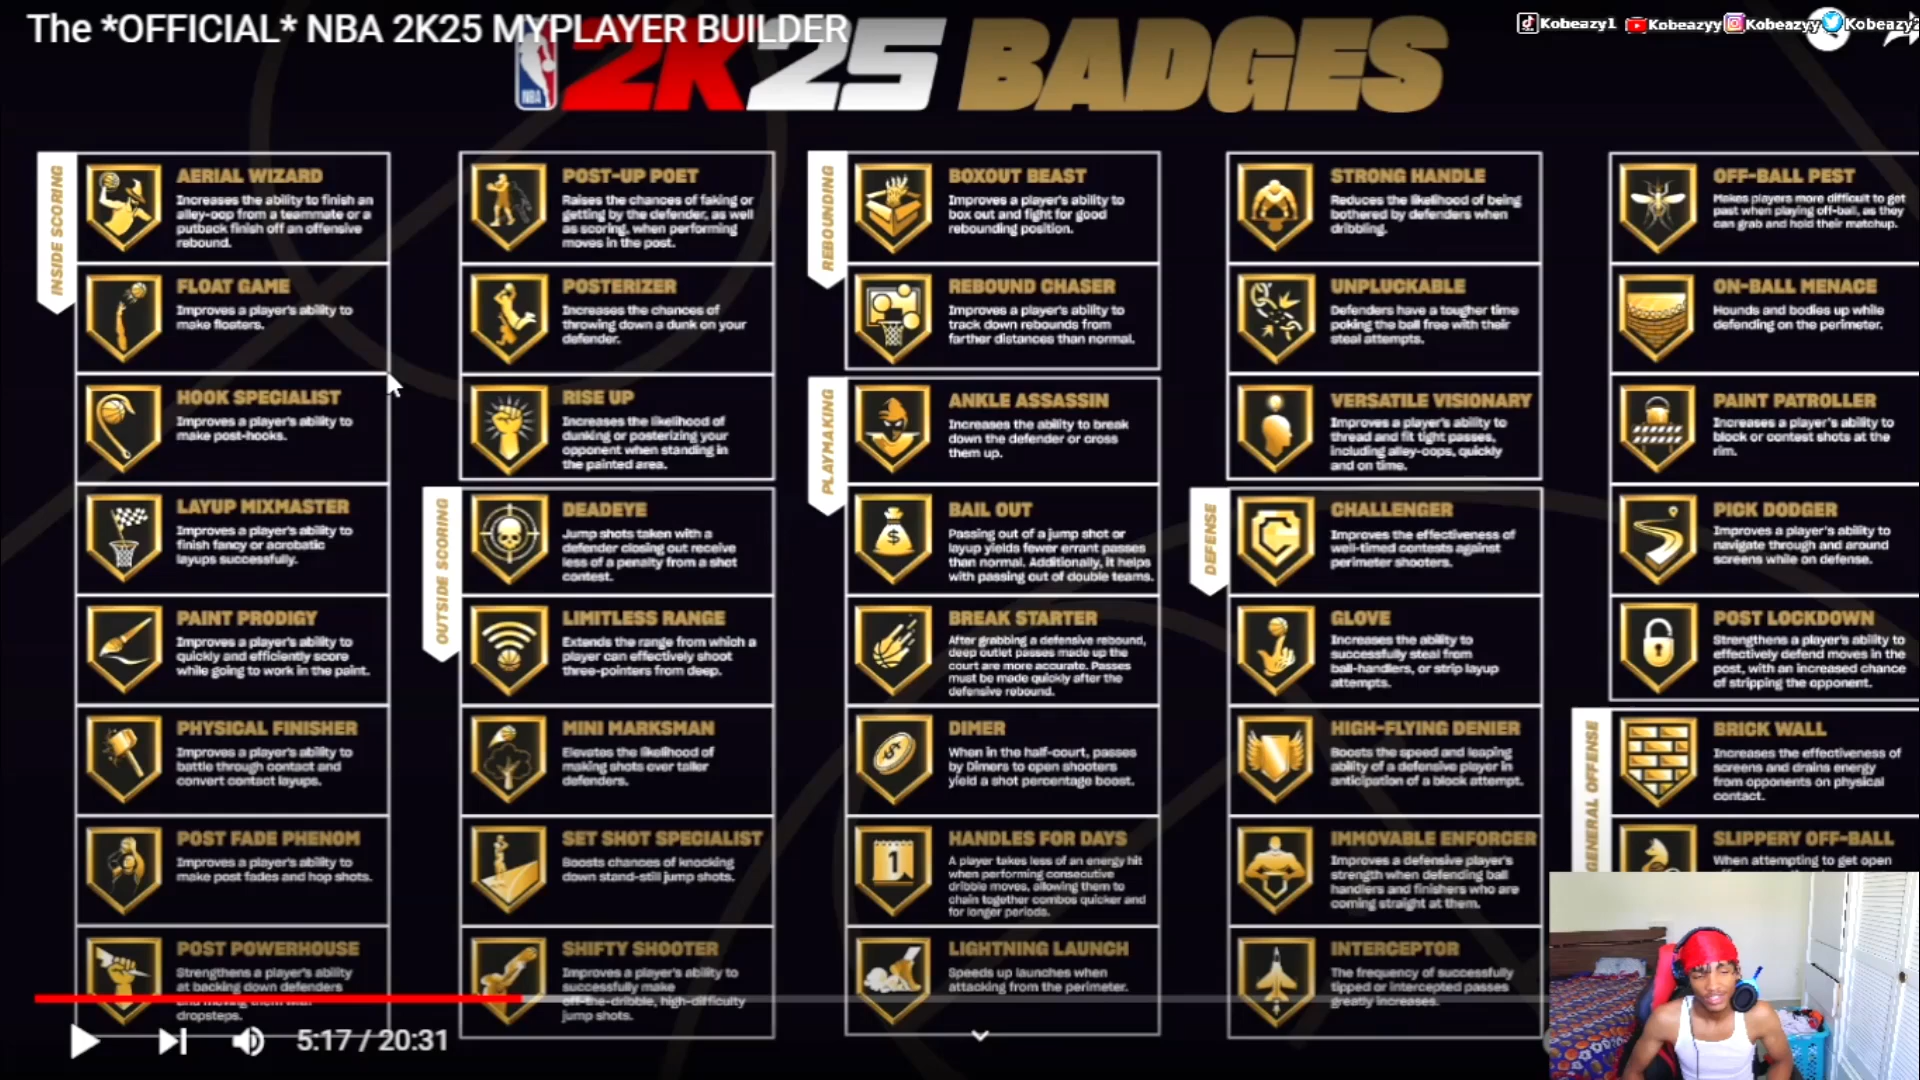 The *OFFICIAL* NBA 2K25 MYPLAYER BUILDER
Kobeazy1 Kobeazyy Kobeazyy Kobeazy2
NBA 2K25 BADGES
INSIDE SCORING
AERIAL WIZARD
Increases the ability to finish an
alley-oop from a teammate or a
putback finish off an offensive
rebound.
FLOAT GAME
Improves a player's ability to
make floaters.
HOOK SPECIALIST
Improves a player's ability to
make post-hooks.
LAYUP MIXMASTER
Improves a player's ability to
finish fancy or acrobatic
layups successfully.
PAINT PRODIGY
Improves a player's ability to
quickly and efficiently score
while going to work in the paint.
PHYSICAL FINISHER
Improves a player's ability to
battle through contact and
convert contact layups.
POST FADE PHENOM
Improves a player's ability to
make post fades and hop shots.
POST POWERHOUSE
Strengthens a player's ability
at backing down defenders
and moving them with
dropsteps.
POST-UP POET
Raises the chances of faking or
getting by the defender, as well
as scoring, when performing
moves in the post.
POSTERIZER
Increases the chances of
throwing down a dunk on your
defender.
RISE UP
Increases the likelihood of
dunking or posterizing your
opponent when standing in
the painted area.
OUTSIDE SCORING
DEADEYE
Jump shots taken with a
defender closing out receive
less of a penalty from a shot
contest.
LIMITLESS RANGE
Extends the range from which a
player can effectively shoot
three-pointers from deep.
MINI MARKSMAN
Elevates the likelihood of
making shots over taller
defenders.
SET SHOT SPECIALIST
Boosts chances of knocking
down stand-still jump shots.
SHIFTY SHOOTER
Improves a player's ability to
successfully make
off-the-dribble, high-difficulty
jump shots.
REBOUNDING
BOXOUT BEAST
Improves a player's ability to
box out and fight for good
rebounding position.
REBOUND CHASER
Improves a player's ability to
track down rebounds from
farther distances than normal.
PLAYMAKING
ANKLE ASSASSIN
Increases the ability to break
down the defender or cross
them up.
BAIL OUT
Passing out of a jump shot or
layup yields fewer errant passes
than normal. Additionally, it helps
with passing out of double teams.
BREAK STARTER
After grabbing a defensive rebound,
deep outlet passes made up the
court are more accurate. Passes
must be made quickly after the
defensive rebound.
DIMER
When in the half-court, passes
by Dimers to open shooters
yield a shot percentage boost.
HANDLES FOR DAYS
A player takes less of an energy hit
when performing consecutive
dribble moves, allowing them to
chain together combos quicker and
for longer periods.
1
LIGHTNING LAUNCH
Speeds up launches when
attacking from the perimeter.
STRONG HANDLE
Reduces the likelihood of being
bothered by defenders when
dribbling.
UNPLUCKABLE
Defenders have a tougher time
poking the ball free with their
steal attempts.
VERSATILE VISIONARY
Improves a player's ability to
thread and fit tight passes,
including alley-oops, quickly
and on time.
DEFENSE
CHALLENGER
Improves the effectiveness of
well-timed contests against
perimeter shooters.
GLOVE
Increases the ability to
successfully steal from
ball-handlers, or strip layup
attempts.
HIGH-FLYING DENIER
Boosts the speed and leaping
ability of a defensive player in
anticipation of a block attempt.
IMMOVABLE ENFORCER
Improves a defensive player's
strength when defending ball
handlers and finishers who are
coming straight at them.
INTERCEPTOR
The frequency of successfully
tipped or intercepted passes
greatly increases.
OFF-BALL PEST
Makes players more difficult to get
past when playing off-ball, as they
can grab and hold their matchup.
ON-BALL MENACE
Hounds and bodies up while
defending on the perimeter.
PAINT PATROLLER
Increases a player's ability to
block or contest shots at the
rim.
PICK DODGER
Improves a player's ability to
navigate through and around
screens while on defense.
POST LOCKDOWN
Strengthens a player's ability to
effectively defend moves in the
post, with an increased chance
of stripping the opponent.
GENERAL OFFENSE
BRICK WALL
Increases the effectiveness of
screens and drains energy
from opponents on physical
contact.
SLIPPERY OFF-BALL
When attempting to get open
5:17 / 20:31